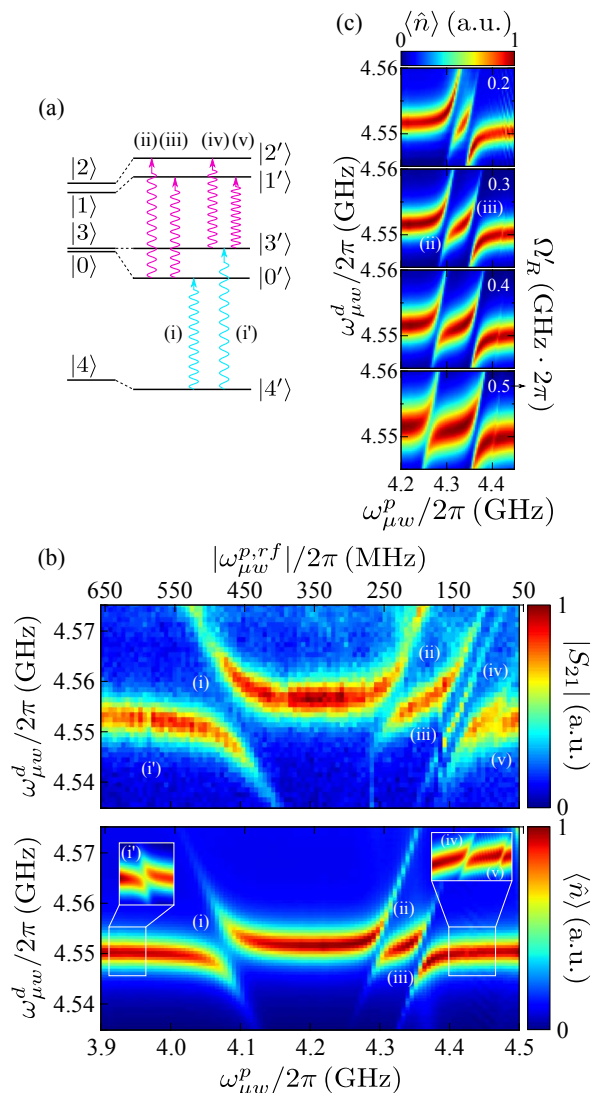 (c)
⟨n̂⟩ (a.u.)
0 1
(a)
(ii) (iii) (iv) (v)
|2⟩ |2′⟩
|1⟩ |1′⟩
|3⟩ |3′⟩
|0⟩ |0′⟩
(i) (i')
|4⟩ |4′⟩
4.56
0.2
4.55
4.56
0.3
(iii)
(ii)
4.55
4.56
0.4
4.55
4.56
0.5
4.55
ω^d_μw/2π (GHz)
Ω′_R (GHz · 2π)
4.2 4.3 4.4
ω^p_μw/2π (GHz)
(b)
|ω^{p,rf}_μw|/2π (MHz)
650 550 450 350 250 150 50
4.57
4.56
4.55
4.54
ω^d_μw/2π (GHz)
(i)
(i')
(ii)
(iii)
(iv)
(v)
1
0
|S₂₁| (a.u.)
4.57
4.56
4.55
4.54
ω^d_μw/2π (GHz)
(i')
(i)
(ii)
(iii)
(iv)
(v)
1
0
⟨n̂⟩ (a.u.)
3.9 4.0 4.1 4.2 4.3 4.4 4.5
ω^p_μw/2π (GHz)